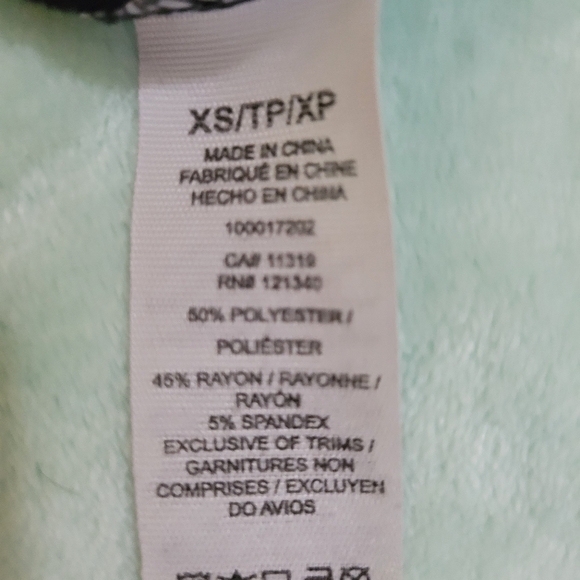 XS/TP/XP
MADE IN CHINA
FABRIQUÉ EN CHINE
HECHO EN CHINA
100017202
CA# 11319
RN# 121340
50% POLYESTER /
POLIÉSTER
45% RAYON / RAYONNE /
RAYÓN
5% SPANDEX
EXCLUSIVE OF TRIMS /
GARNITURES NON
COMPRISES / EXCLUYEN
DO AVIOS